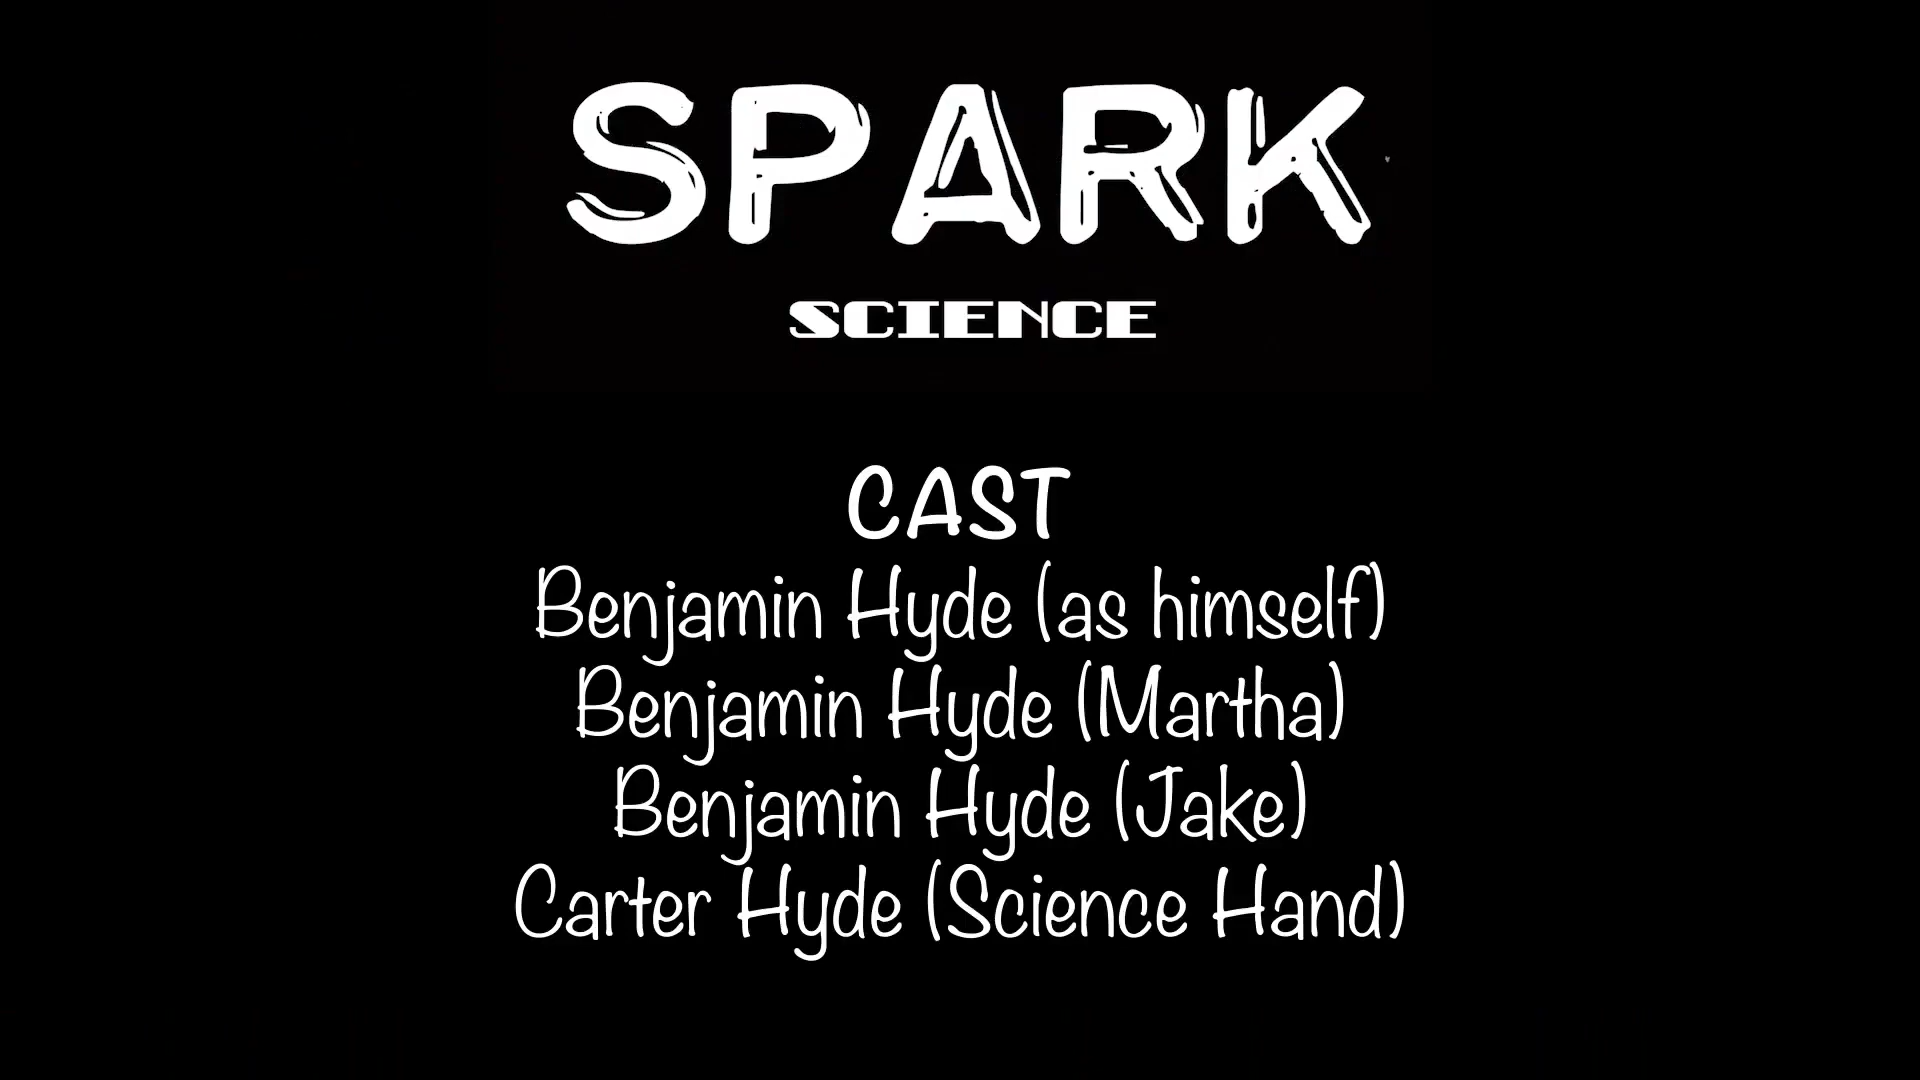 SPARK
SCIENCE
CAST
Benjamin Hyde (as himself)
Benjamin Hyde (Martha)
Benjamin Hyde (Jake)
Carter Hyde (Science Hand)